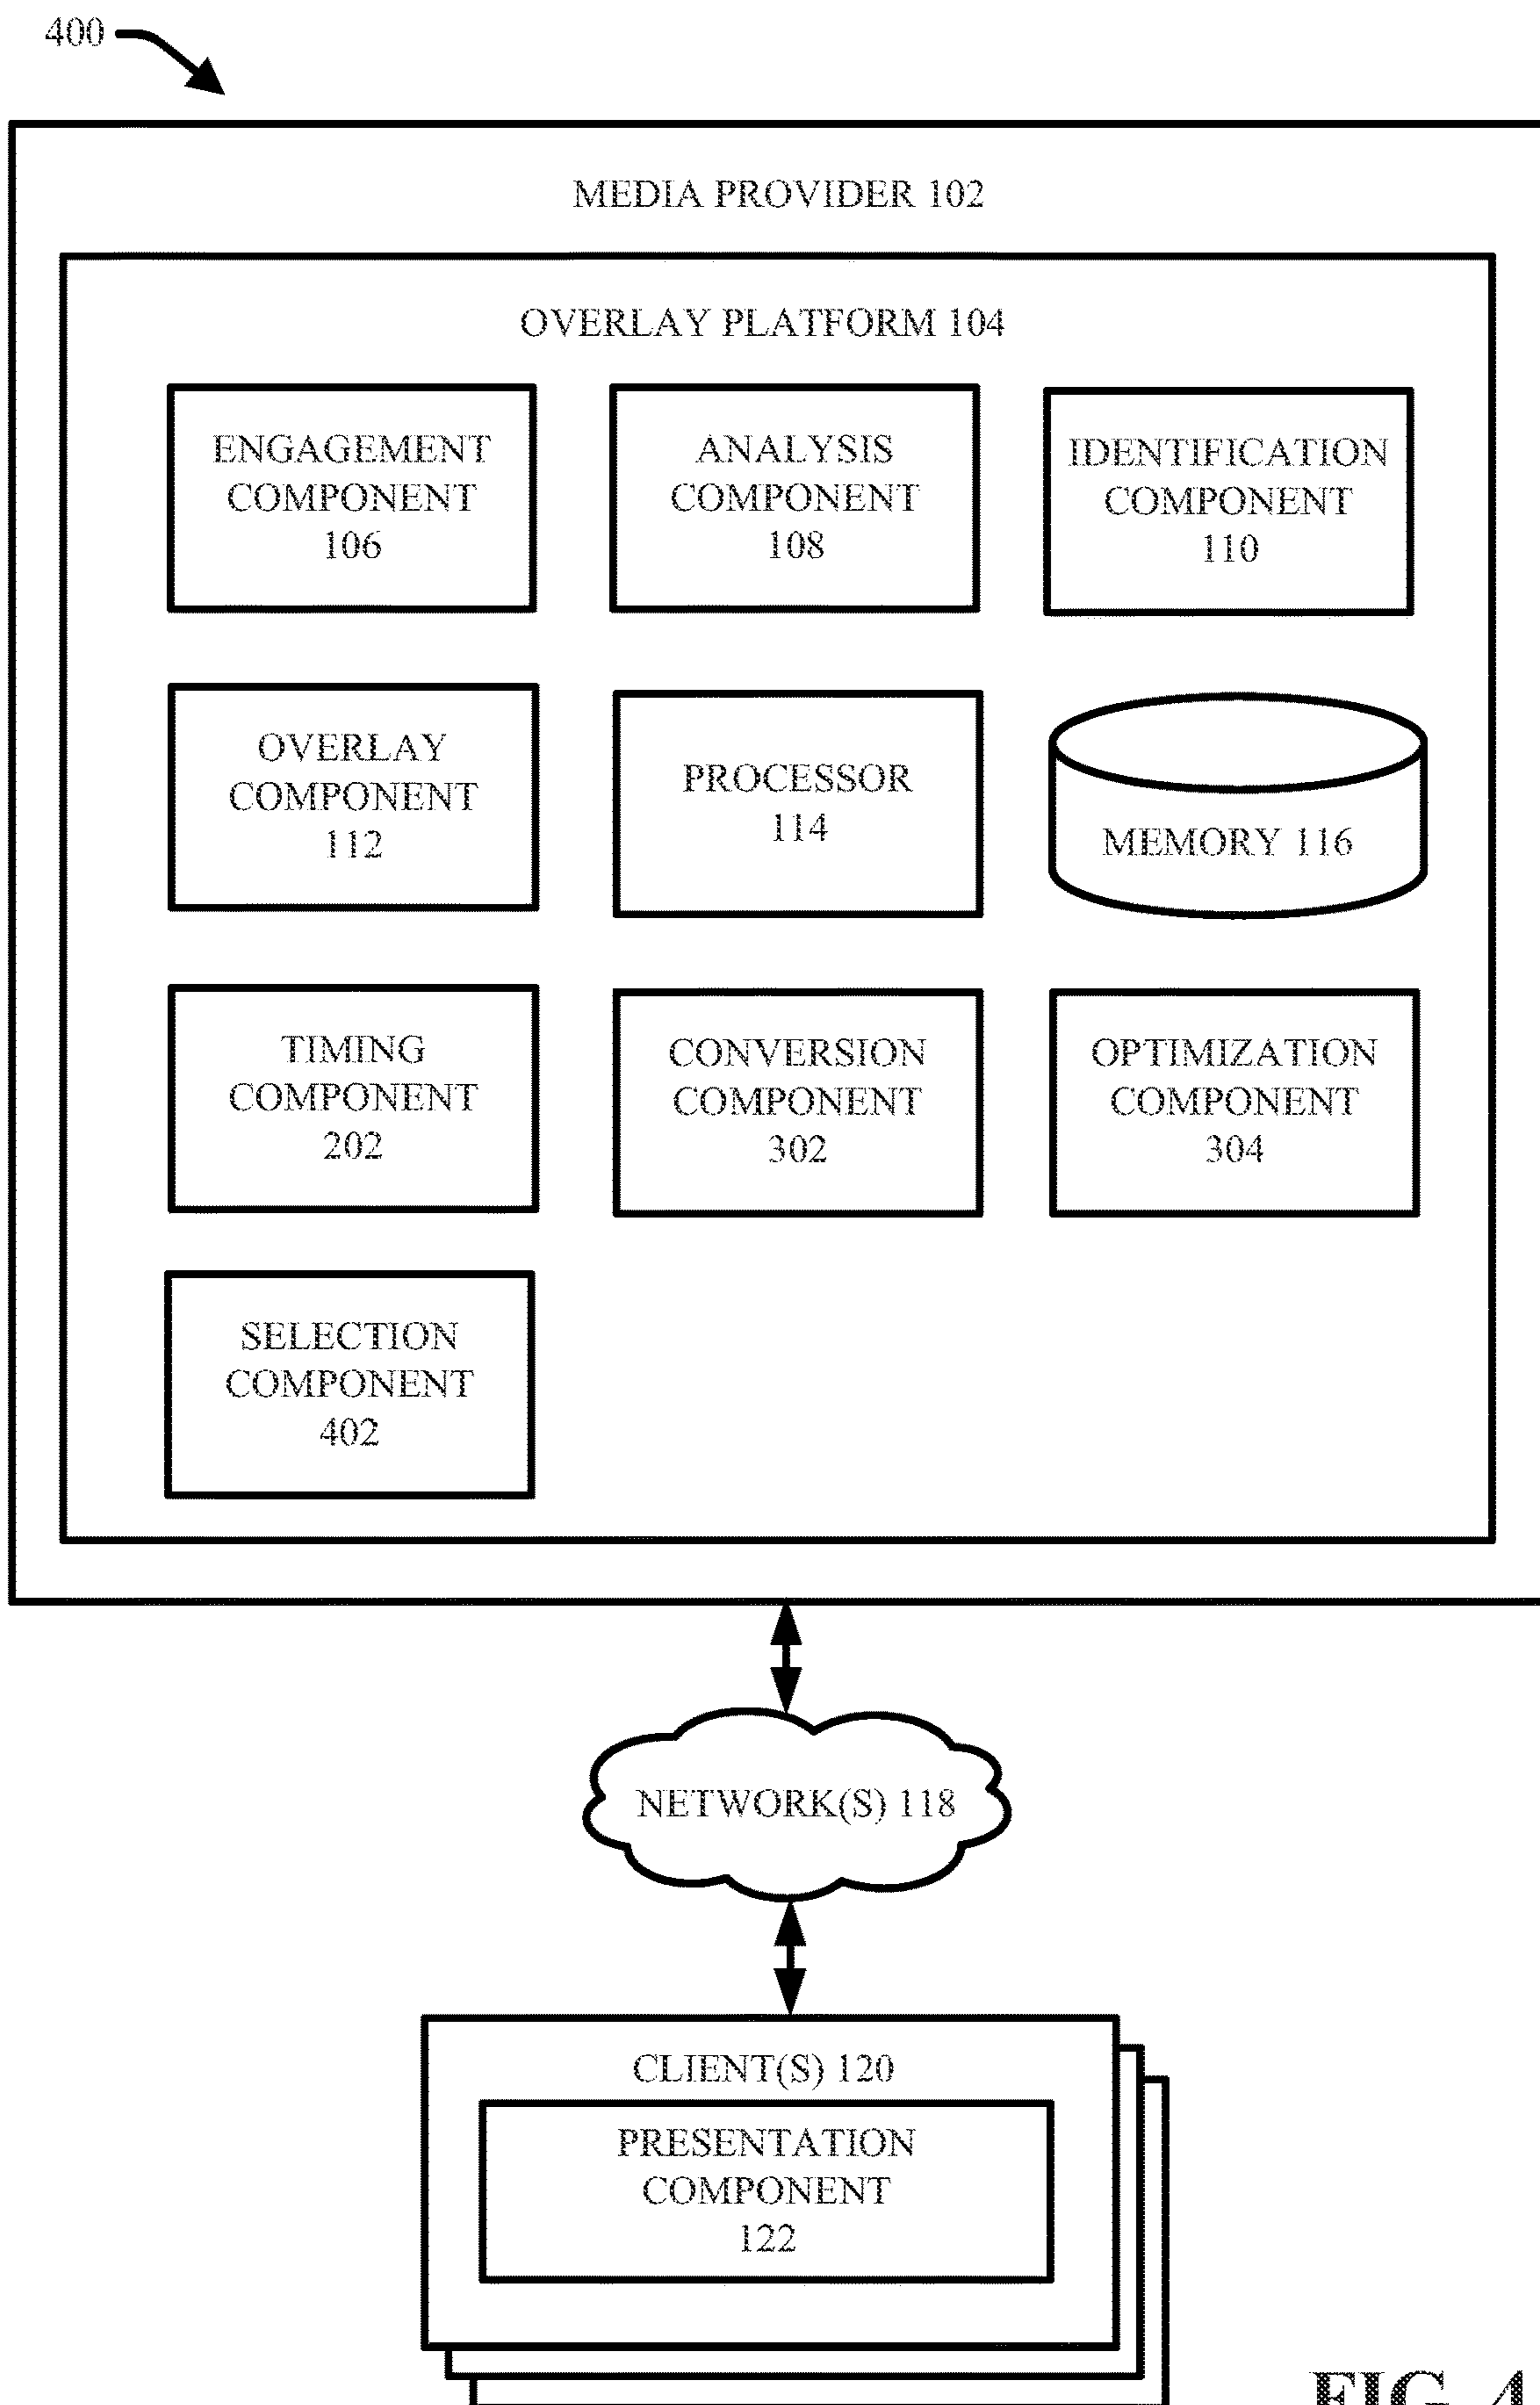 400
MEDIA PROVIDER 102
OVERLAY PLATFORM 104
ENGAGEMENT
COMPONENT
106
ANALYSIS
COMPONENT
108
IDENTIFICATION
COMPONENT
110
OVERLAY
COMPONENT
112
PROCESSOR
114
MEMORY 116
TIMING
COMPONENT
202
CONVERSION
COMPONENT
302
OPTIMIZATION
COMPONENT
304
SELECTION
COMPONENT
402
NETWORK(S) 118
CLIENT(S) 120
PRESENTATION
COMPONENT
122
FIG. 4